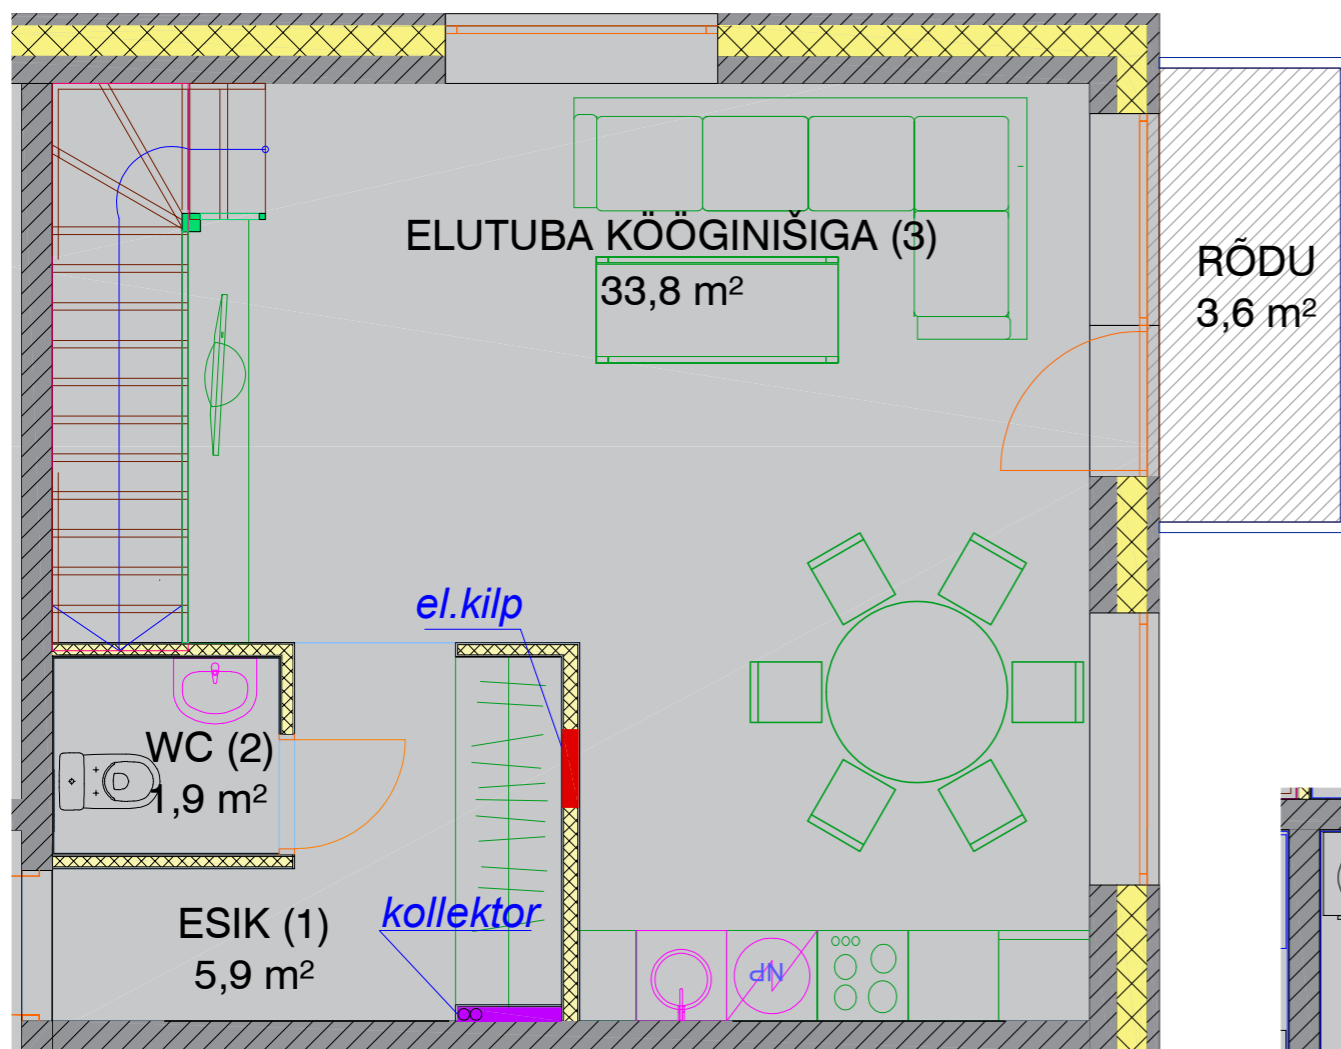 ELUTUBA KÖÖGINIŠIGA (3)
33,8 m²
RÕDU
3,6 m²
el.kilp
WC (2)
1,9 m²
ESIK (1)
5,9 m²
kollektor
NP